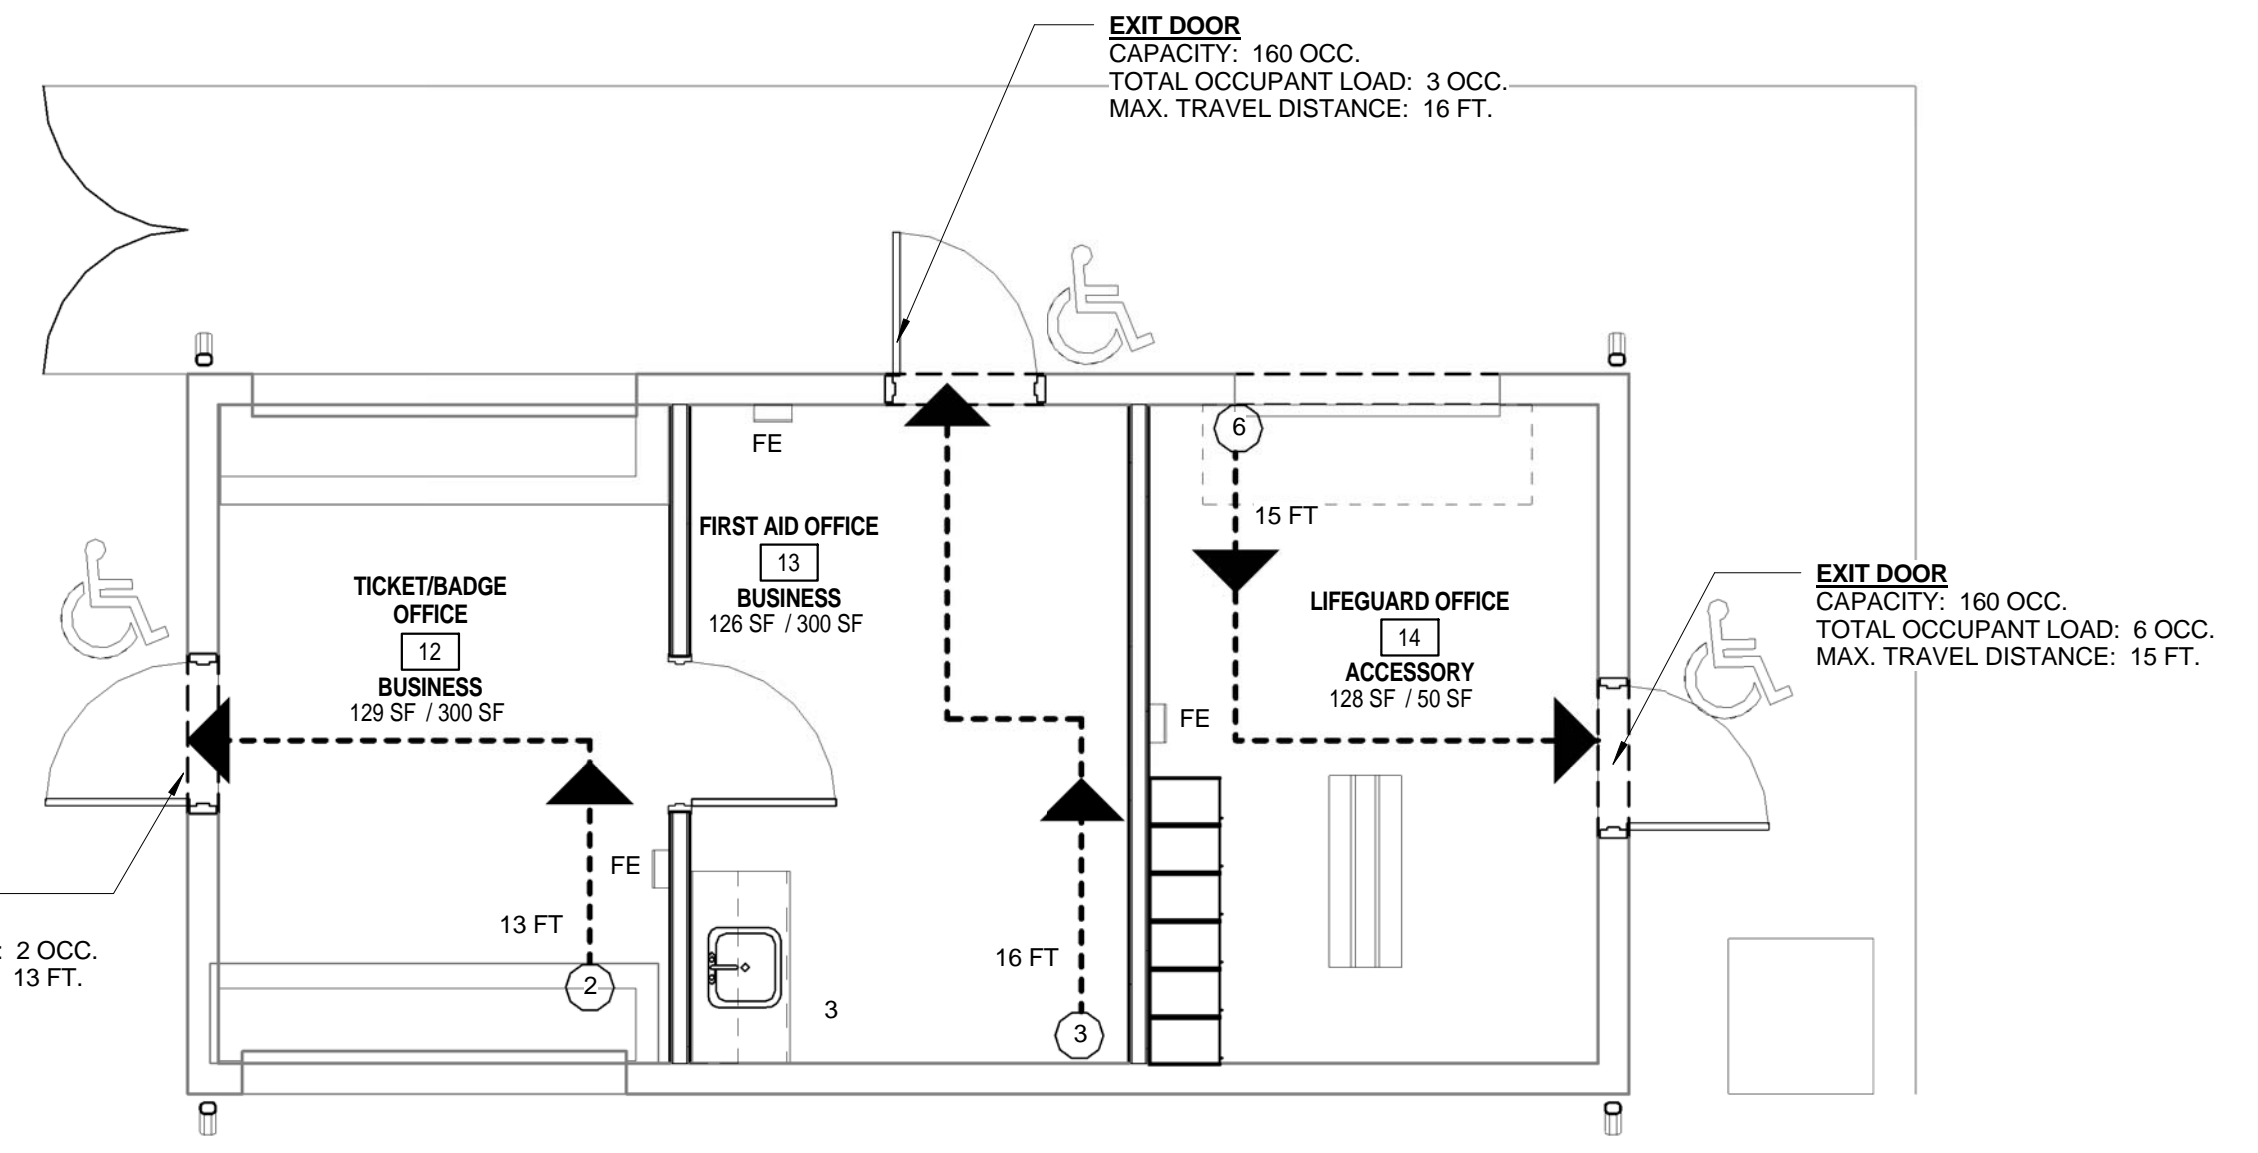 EXIT DOOR
CAPACITY: 160 OCC.
TOTAL OCCUPANT LOAD: 3 OCC.
MAX. TRAVEL DISTANCE: 16 FT.
FE
6
15 FT
FIRST AID OFFICE
13
BUSINESS
126 SF / 300 SF
TICKET/BADGE
OFFICE
12
BUSINESS
129 SF / 300 SF
LIFEGUARD OFFICE
14
ACCESSORY
128 SF / 50 SF
EXIT DOOR
CAPACITY: 160 OCC.
TOTAL OCCUPANT LOAD: 6 OCC.
MAX. TRAVEL DISTANCE: 15 FT.
FE
FE
13 FT
2
: 2 OCC.
13 FT.
16 FT
3
3